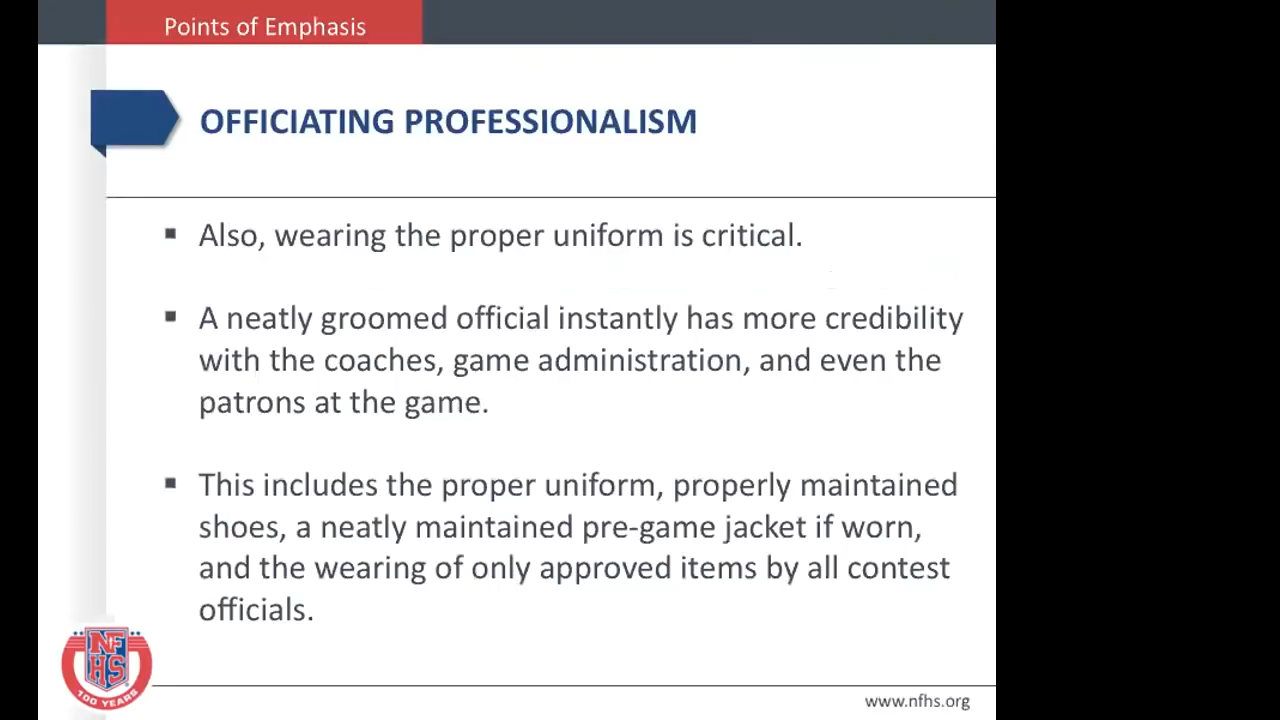 Points of Emphasis
OFFICIATING PROFESSIONALISM
Also, wearing the proper uniform is critical.
A neatly groomed official instantly has more credibility
with the coaches, game administration, and even the
patrons at the game.
This includes the proper uniform, properly maintained
shoes, a neatly maintained pre-game jacket if worn,
and the wearing of only approved items by all contest
officials.
NF
HS
100 YEARS
www.nfhs.org